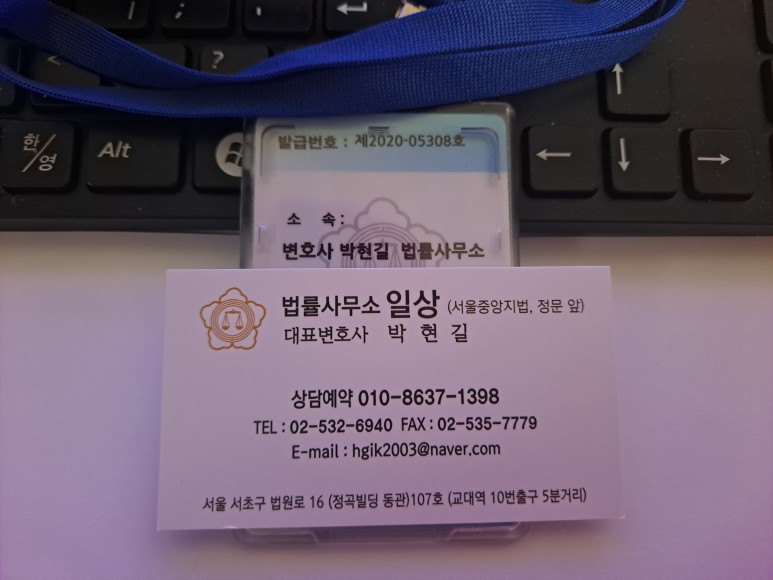 ?
한/영
Alt
발급번호 : 제2020-05308호
소 속 :
변호사 박현길 법률사무소
법률사무소 일상 (서울중앙지법, 정문 앞)
대표변호사 박 현 길
상담예약 010-8637-1398
TEL : 02-532-6940 FAX : 02-535-7779
E-mail : hgik2003@naver.com
서울 서초구 법원로 16 (정곡빌딩 동관)107호 (교대역 10번출구 5분거리)